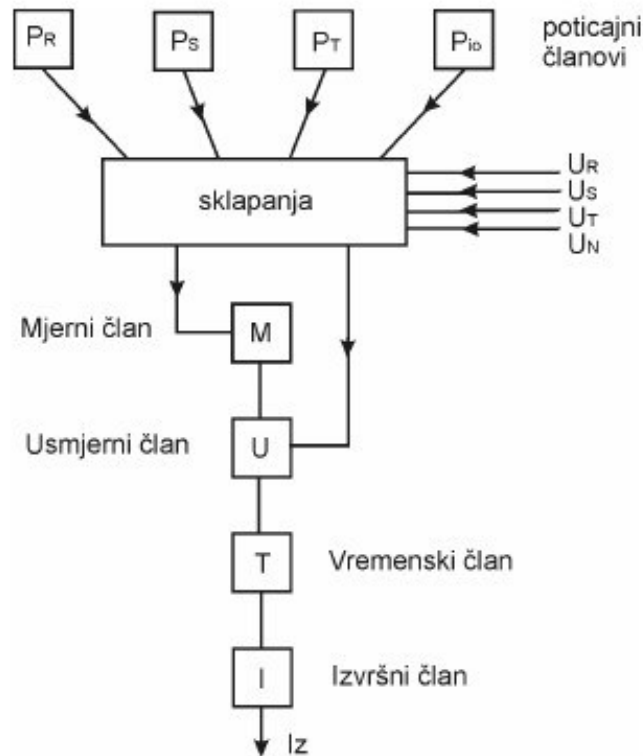 PR PS PT Pio poticajni
članovi
sklapanja
UR
US
UT
UN
Mjerni član M
Usmjerni član U
T Vremenski član
I Izvršni član
Iz